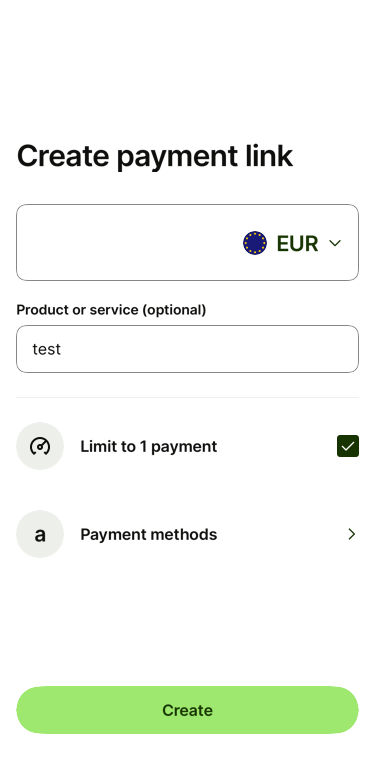 Create payment link
EUR
Product or service (optional)
test
Limit to 1 payment
a
Payment methods
Create